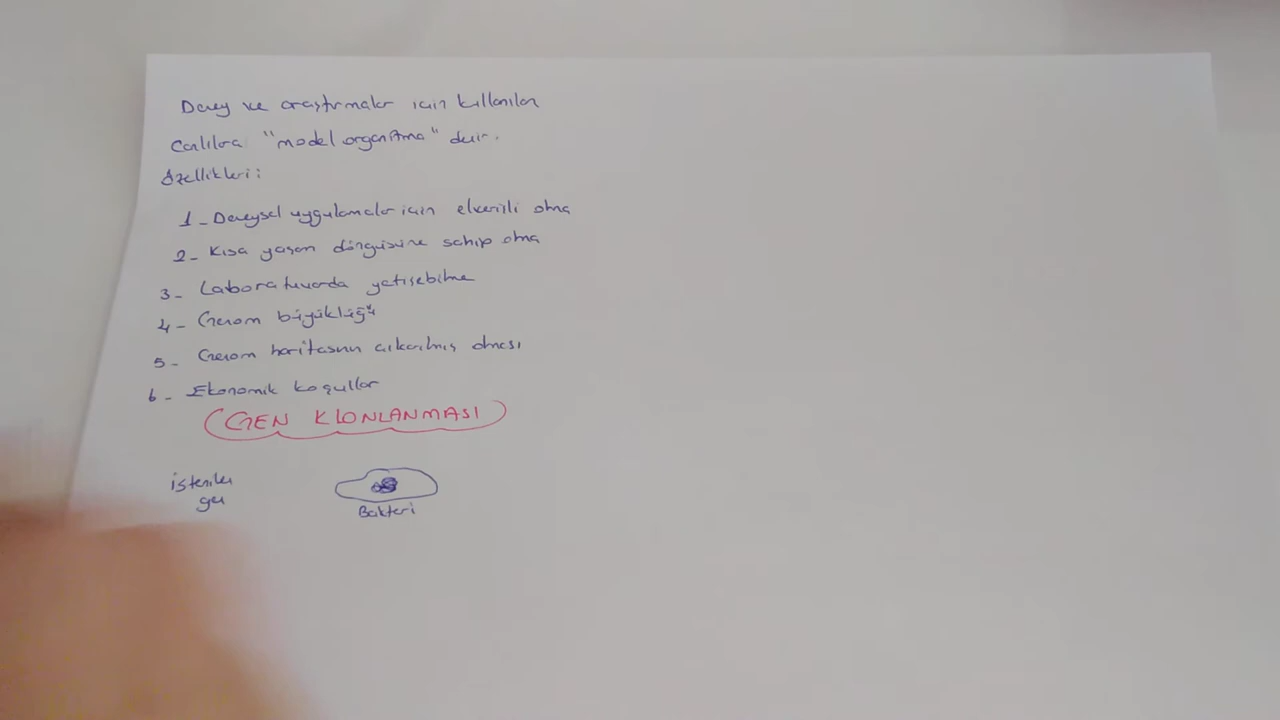 Deney ve araştırmalar için kullanılan
Canlılara "model organizma" denir.
Özellikleri:
1- Deneysel uygulamalar için elverişli olma
2- Kısa yaşam döngüsüne sahip olma
3- Laboratuvarda yetişebilme
4- Genom büyüklüğü
5- Genom haritasının çıkarılmış olması
6- Ekonomik koşullar
GEN KLONLANMASI
istenilen
gen
Bakteri